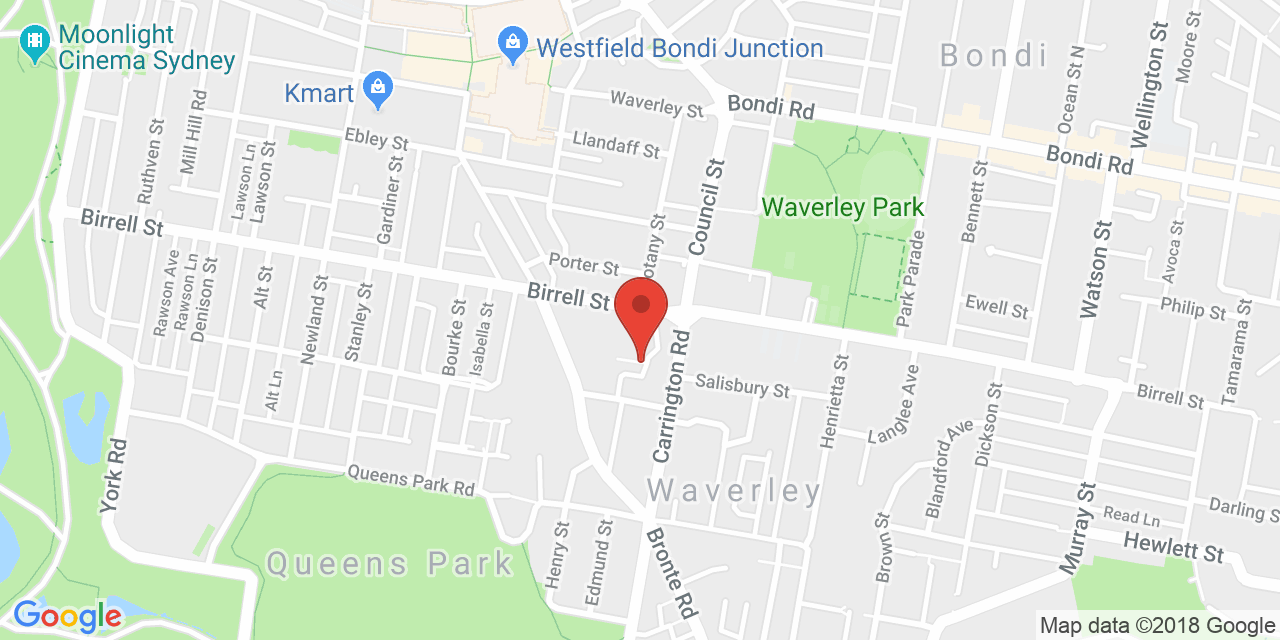 Moonlight
Cinema Sydney
Westfield Bondi Junction
Kmart
Bondi
Waverley St
Bondi Rd
Ocean St N
Wellington St
Moore St
Mill Hill Rd
Ruthven St
Ebley St
Llandaff St
Bondi Rd
Lawson Ln
Lawson St
Gardiner St
Council St
Waverley Park
Bennett St
Birrell St
Botany St
Porter St
Park Parade
Watson St
Avoca St
Rawson Ave
Rawson Ln
Denison St
Alt St
Newland St
Stanley St
Bourke St
Isabella St
Birrell St
Ewell St
Philip St
Tamarama St
Alt Ln
Carrington Rd
Salisbury St
Henrietta St
Langlee Ave
Birrell St
Blandford Ave
Dickson St
York Rd
Queens Park Rd
Waverley
Murray St
Darling S
Read Ln
Hewlett St
Queens Park
Henry St
Edmund St
Bronte Rd
Brown St
Google
Map data ©2018 Google